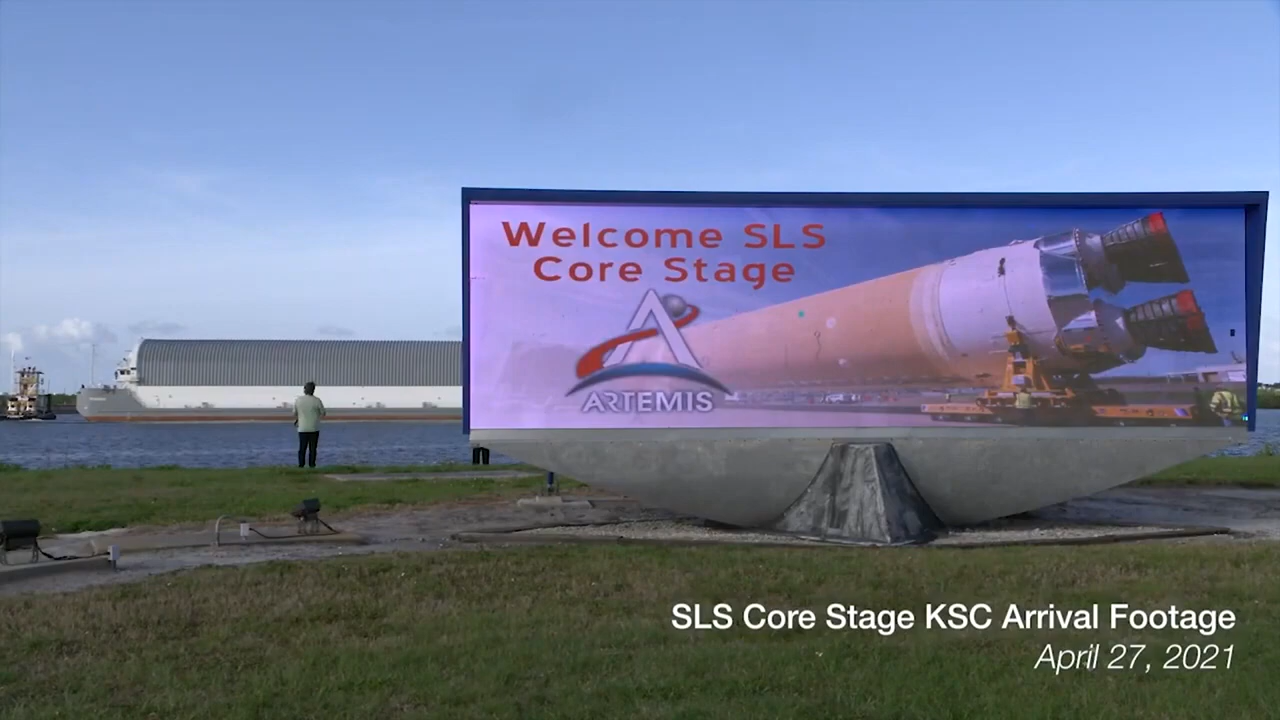 Welcome SLS
Core Stage
ARTEMIS
SLS Core Stage KSC Arrival Footage
April 27, 2021